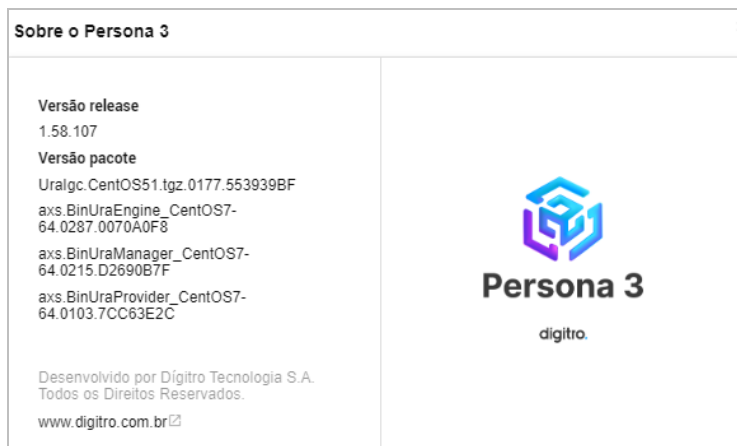 Sobre o Persona 3
Versão release
1.58.107
Versão pacote
Uralgc.CentOS51.tgz.0177.553939BF
axs.BinUraEngine_CentOS7-
64.0287.0070A0F8
axs.BinUraManager_CentOS7-
64.0215.D2690B7F
axs.BinUraProvider_CentOS7-
64.0103.7CC63E2C
Desenvolvido por Dígitro Tecnologia S.A.
Todos os Direitos Reservados.
www.digitro.com.br
Persona 3
digitro.